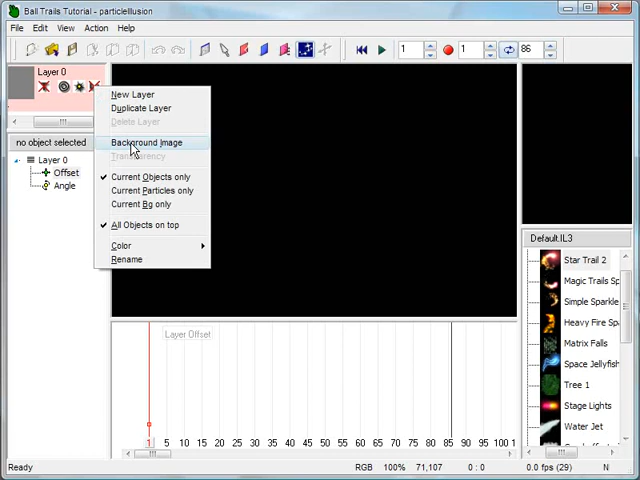 Ball Trails Tutorial - particleIllusion
File Edit View Action Help
1 1 86
Layer 0
New Layer
Duplicate Layer
Delete Layer
Background Image
Transparency
Current Objects only
Current Particles only
Current Bg only
All Objects on top
Color
Rename
no object selected
Layer 0
Offset
Angle
Default.IL3
Star Trail 2
Magic Trails Sp
Simple Sparkle
Heavy Fire Sp
Matrix Falls
Space Jellyfish
Tree 1
Stage Lights
Water Jet
Layer Offset
1 5 10 15 20 25 30 35 40 45 50 55 60 65 70 75 80 85 90 95 100 1
Ready RGB 100% 71,107 0 : 0 0.0 fps (29) N